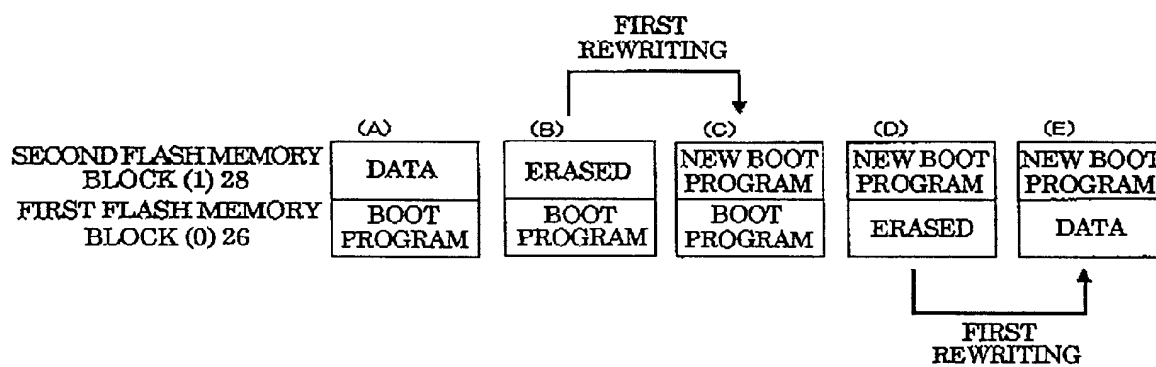 FIRST
REWRITING
(A)
(B)
(C)
(D)
(E)
SECOND FLASH MEMORY
BLOCK (1) 28
FIRST FLASH MEMORY
BLOCK (0) 26
DATA
BOOT
PROGRAM
ERASED
BOOT
PROGRAM
NEW BOOT
PROGRAM
BOOT
PROGRAM
NEW BOOT
PROGRAM
ERASED
NEW BOOT
PROGRAM
DATA
FIRST
REWRITING